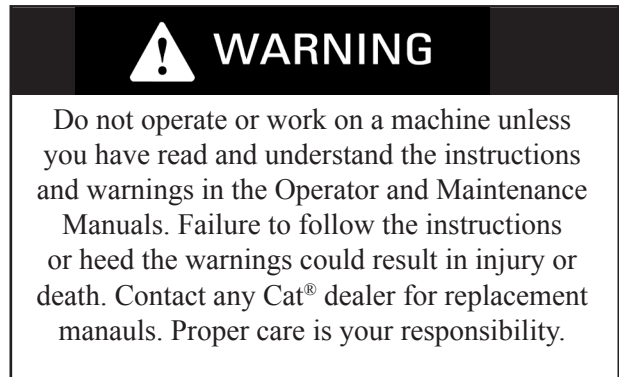 WARNING
Do not operate or work on a machine unless
you have read and understand the instructions
and warnings in the Operator and Maintenance
Manuals. Failure to follow the instructions
or heed the warnings could result in injury or
death. Contact any Cat® dealer for replacement
manauls. Proper care is your responsibility.